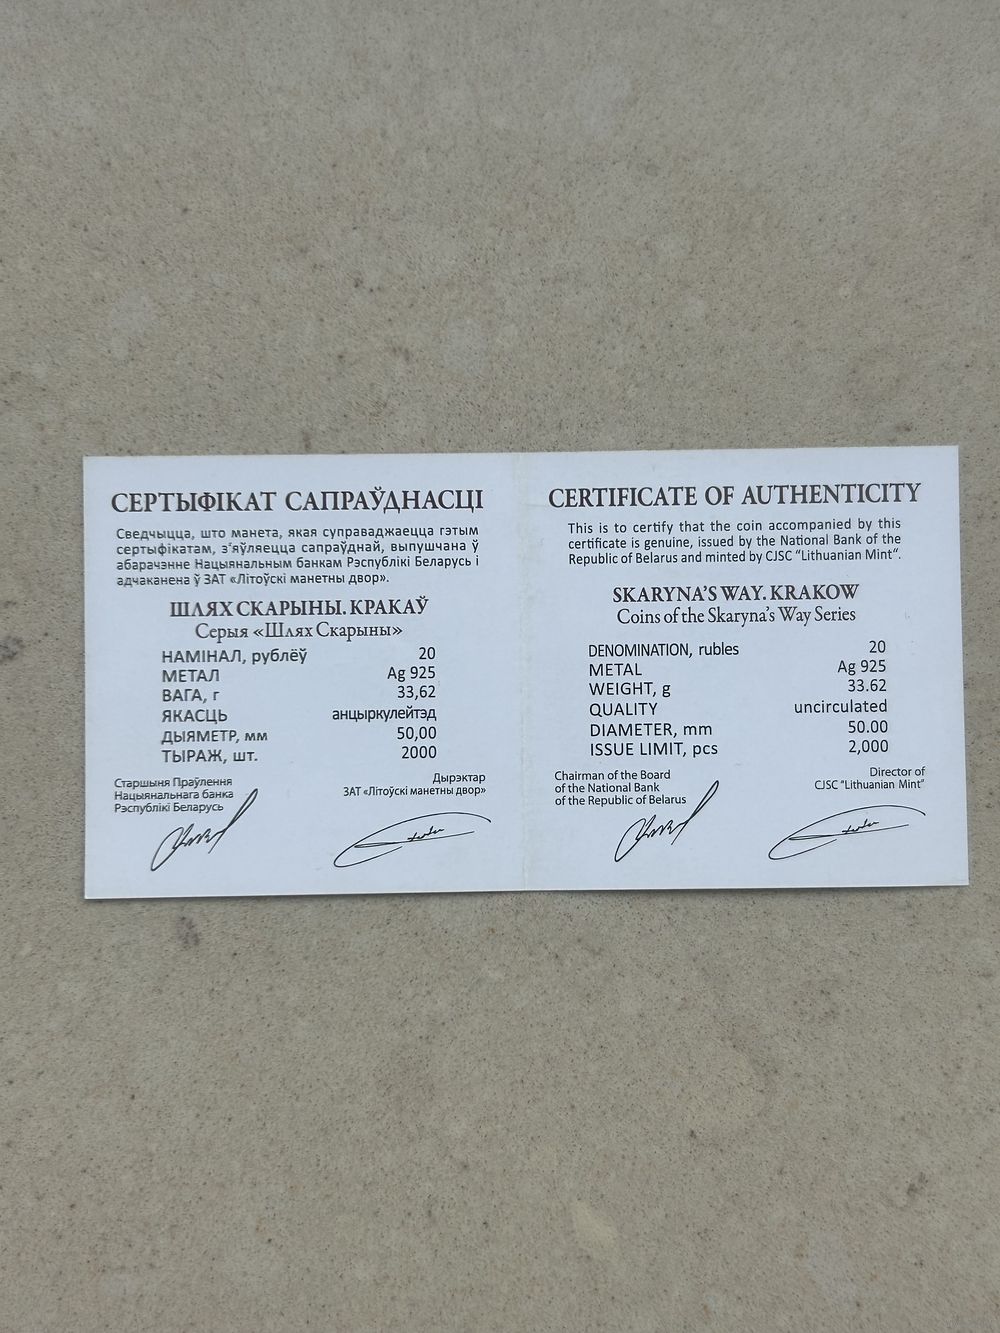 СЕРТЫФІКАТ САПРАЎДНАСЦІ
Сведчыцца, што манета, якая суправаджаецца гэтым
сертыфікатам, з'яўляецца сапраўднай, выпушчана ў
абарачэнне Нацыянальным банкам Рэспублікі Беларусь і
адчаканена ў ЗАТ «Літоўскі манетны двор».
ШЛЯХ СКАРЫНЫ. КРАКАЎ
Серыя «Шлях Скарыны»
НАМІНАЛ, рублёў 20
МЕТАЛ Ag 925
ВАГА, г 33,62
ЯКАСЦЬ анцыркулейтэд
ДЫЯМЕТР, мм 50,00
ТЫРАЖ, шт. 2000
Старшыня Праўлення
Нацыянальнага банка
Рэспублікі Беларусь
Дырэктар
ЗАТ «Літоўскі манетны двор»
CERTIFICATE OF AUTHENTICITY
This is to certify that the coin accompanied by this
certificate is genuine, issued by the National Bank of the
Republic of Belarus and minted by CJSC "Lithuanian Mint".
SKARYNA'S WAY. KRAKOW
Coins of the Skaryna's Way Series
DENOMINATION, rubles 20
METAL Ag 925
WEIGHT, g 33.62
QUALITY uncirculated
DIAMETER, mm 50.00
ISSUE LIMIT, pcs 2,000
Chairman of the Board
of the National Bank
of the Republic of Belarus
Director of
CJSC "Lithuanian Mint"